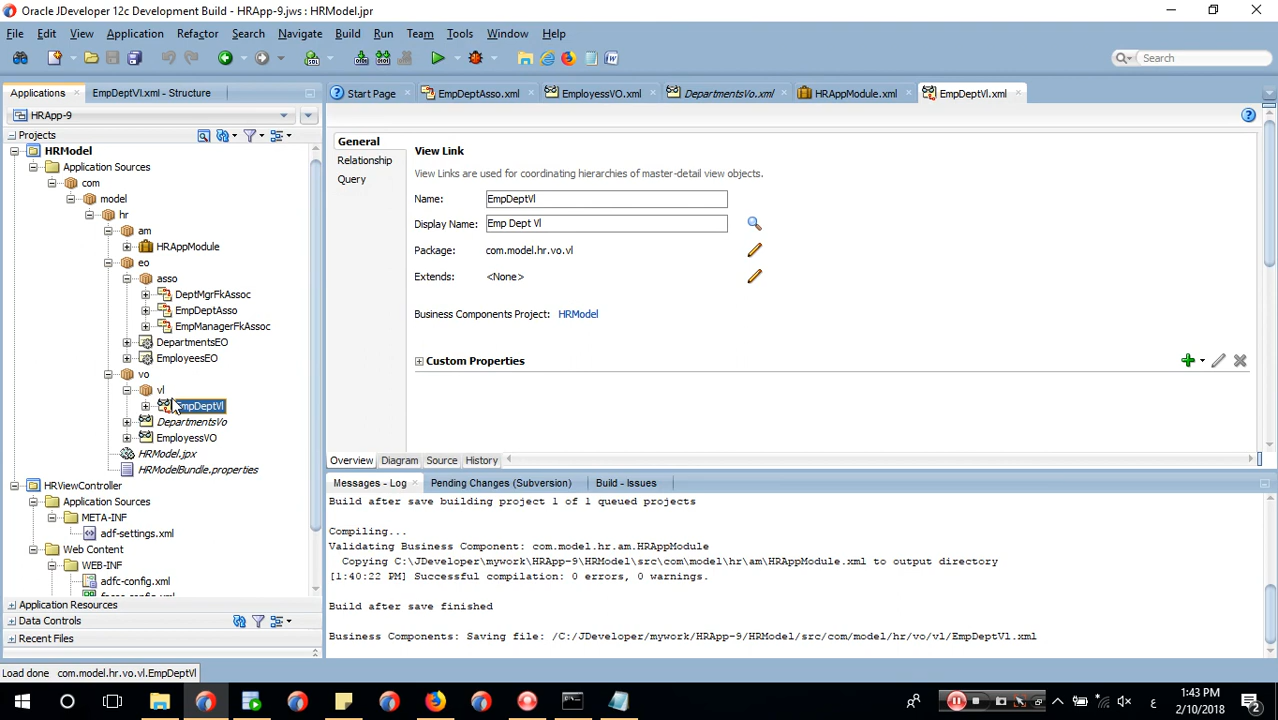 Oracle JDeveloper 12c Development Build - HRApp-9.jws : HRModel.jpr
File Edit View Application Refactor Search Navigate Build Run Team Tools Window Help
Search
Applications EmpDeptVl.xml - Structure
Start Page EmpDeptAsso.xml EmployessVO.xml DepartmentsVo.xml HRAppModule.xml EmpDeptVl.xml
HRApp-9
Projects
HRModel
Application Sources
com
model
hr
am
HRAppModule
eo
asso
DeptMgrFkAssoc
EmpDeptAsso
EmpManagerFkAssoc
DepartmentsEO
EmployeesEO
vo
vl
EmpDeptVl
DepartmentsVo
EmployessVO
HRModel.jpx
HRModelBundle.properties
HRViewController
Application Sources
META-INF
adf-settings.xml
Web Content
WEB-INF
adfc-config.xml
Application Resources
Data Controls
Recent Files
General
Relationship
Query
View Link
View Links are used for coordinating hierarchies of master-detail view objects.
Name: EmpDeptVl
Display Name: Emp Dept Vl
Package: com.model.hr.vo.vl
Extends: <None>
Business Components Project: HRModel
Custom Properties
Overview Diagram Source History
Messages - Log Pending Changes (Subversion) Build - Issues
Build after save building project 1 of 1 queued projects
Compiling...
Validating Business Component: com.model.hr.am.HRAppModule
Copying C:\JDeveloper\mywork\HRApp-9\HRModel\src\com\model\hr\am\HRAppModule.xml to output directory
[1:40:22 PM] Successful compilation: 0 errors, 0 warnings.
Build after save finished
Business Components: Saving file: /C:/JDeveloper/mywork/HRApp-9/HRModel/src/com/model/hr/vo/vl/EmpDeptVl.xml
Load done com.model.hr.vo.vl.EmpDeptVl
ع
1:43 PM
2/10/2018
2